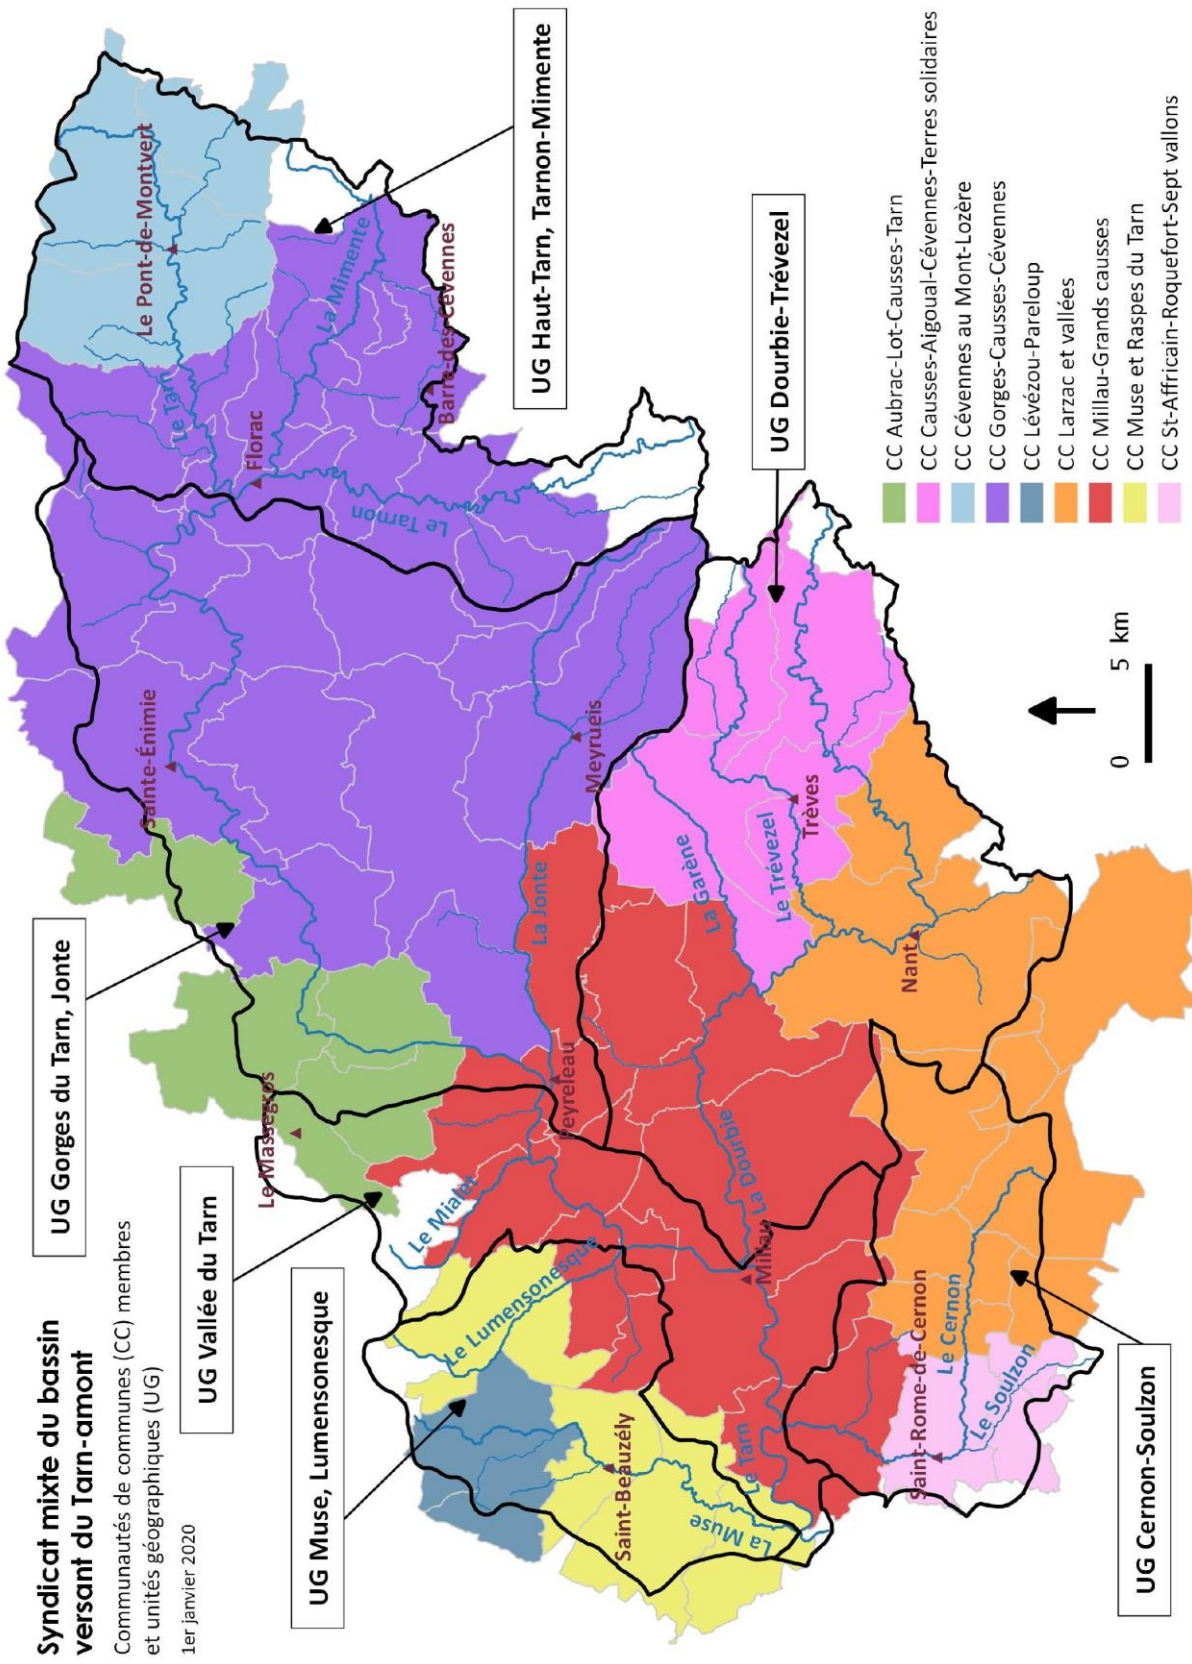 Syndicat mixte du bassin
versant du Tarn-amont
Communautés de communes (CC) membres
et unités géographiques (UG)
1er janvier 2020
UG Gorges du Tarn, Jonte
UG Vallée du Tarn
UG Muse, Lumensonesque
UG Haut-Tarn, Tarnon-Mimente
UG Dourbie-Trévezel
UG Cernon-Soulzon
Le Pont-de-Montvert
Le Tarn
Florac
La Mimente
Barre-des-Cévennes
Le Tarnon
Sainte-Énimie
Meyrueis
Le Massegros
La Jonte
Peyreleau
Le Mialet
Le Lumensonesque
La Garène
Le Trévezel
Trèves
La Dourbie
Millau
Nant
Saint-Beauzély
La Muse
Le Tarn
Saint-Rome-de-Cernon
Le Cernon
Le Soulzon
0 5 km
CC Aubrac-Lot-Causses-Tarn
CC Causses-Aigoual-Cévennes-Terres solidaires
CC Cévennes au Mont-Lozère
CC Gorges-Causses-Cévennes
CC Lévézou-Pareloup
CC Larzac et vallées
CC Millau-Grands causses
CC Muse et Raspes du Tarn
CC St-Affricain-Roquefort-Sept vallons